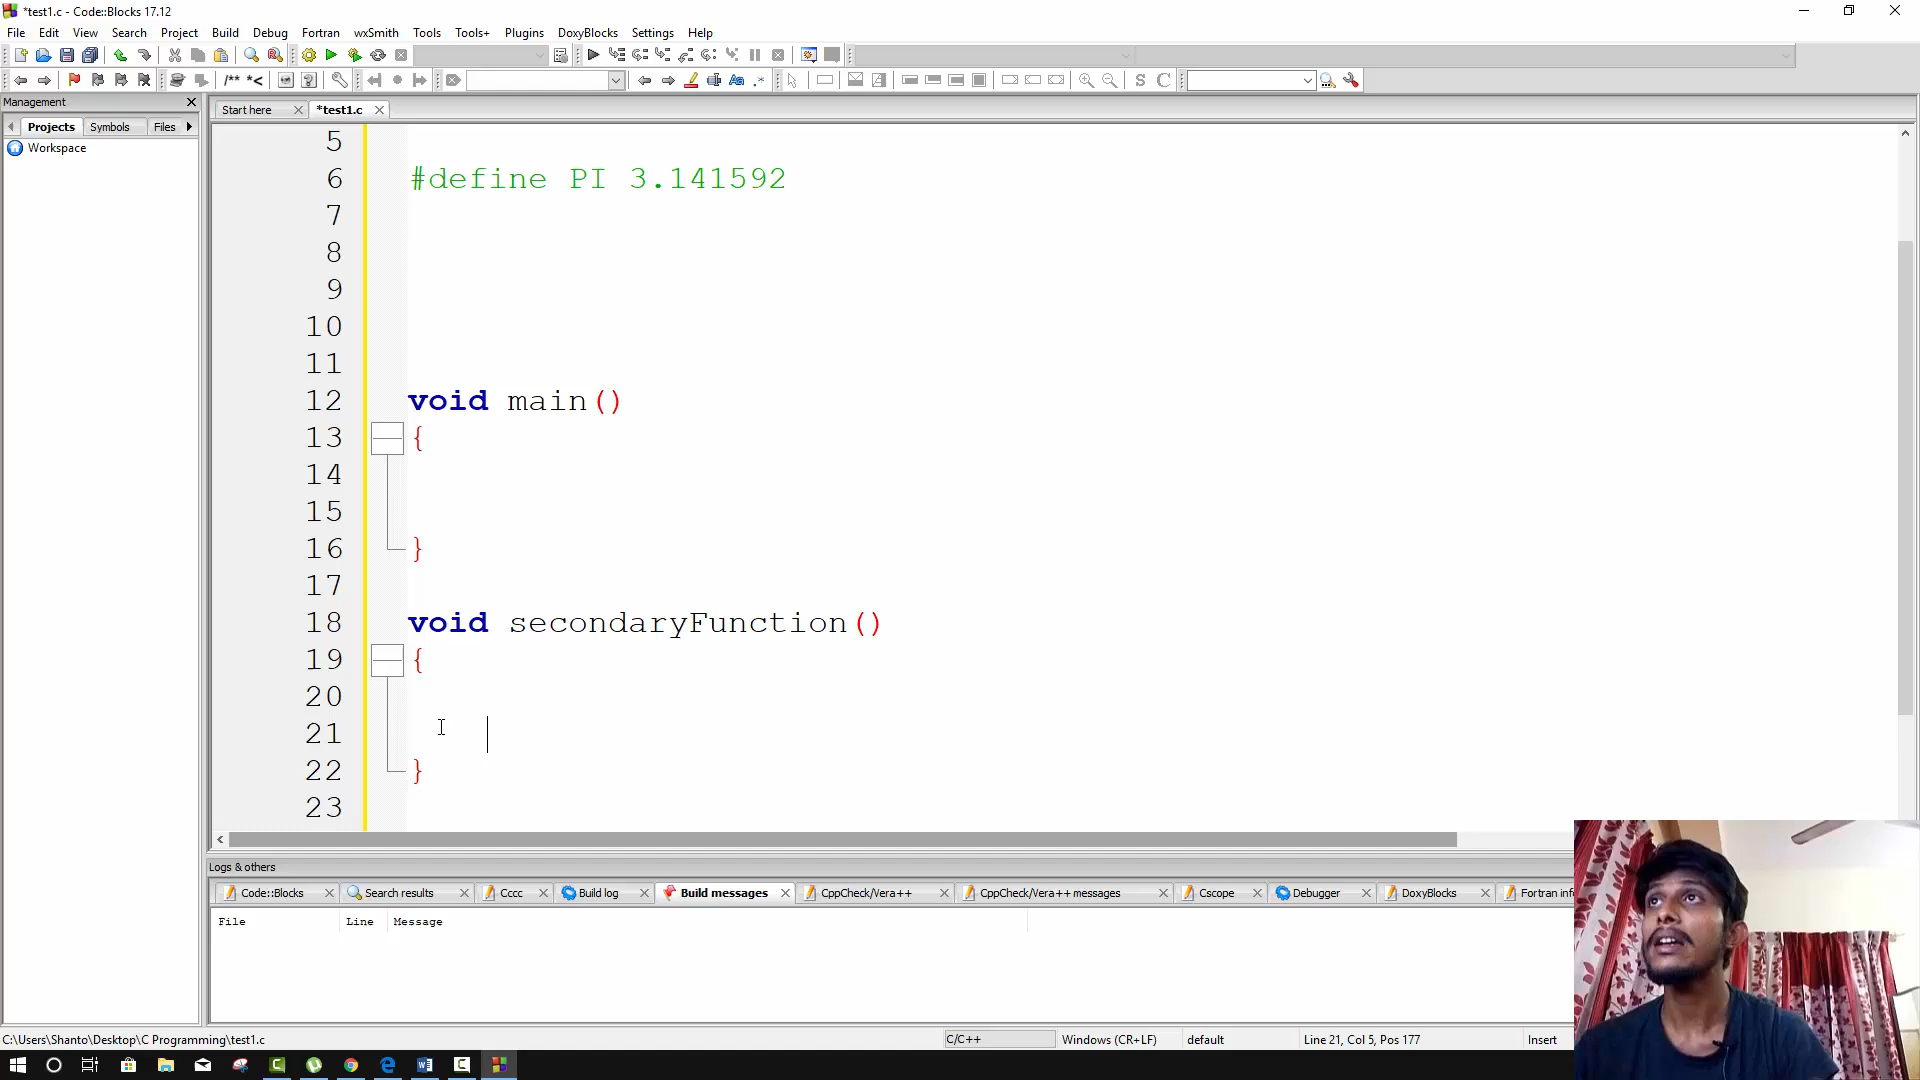 *test1.c - Code::Blocks 17.12
File Edit View Search Project Build Debug Fortran wxSmith Tools Tools+ Plugins DoxyBlocks Settings Help
/** *<
S C
Management
Start here *test1.c
Projects Symbols Files
Workspace
5
6 #define PI 3.141592
7
8
9
10
11
12 void main()
13 {
14
15
16 }
17
18 void secondaryFunction()
19 {
20
21
22 }
23
Logs & others
Code::Blocks Search results Cccc Build log Build messages CppCheck/Vera++ CppCheck/Vera++ messages Cscope Debugger DoxyBlocks Fortran inf
File Line Message
C:\Users\Shanto\Desktop\C Programming\test1.c C/C++ Windows (CR+LF) default Line 21, Col 5, Pos 177 Insert